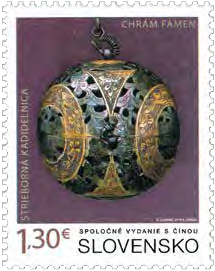 CHRÁM FAMEN
STRIEBORNÁ KADIDELNICA
SPOLOČNÉ VYDANIE S ČÍNOU
1,30€ SLOVENSKO